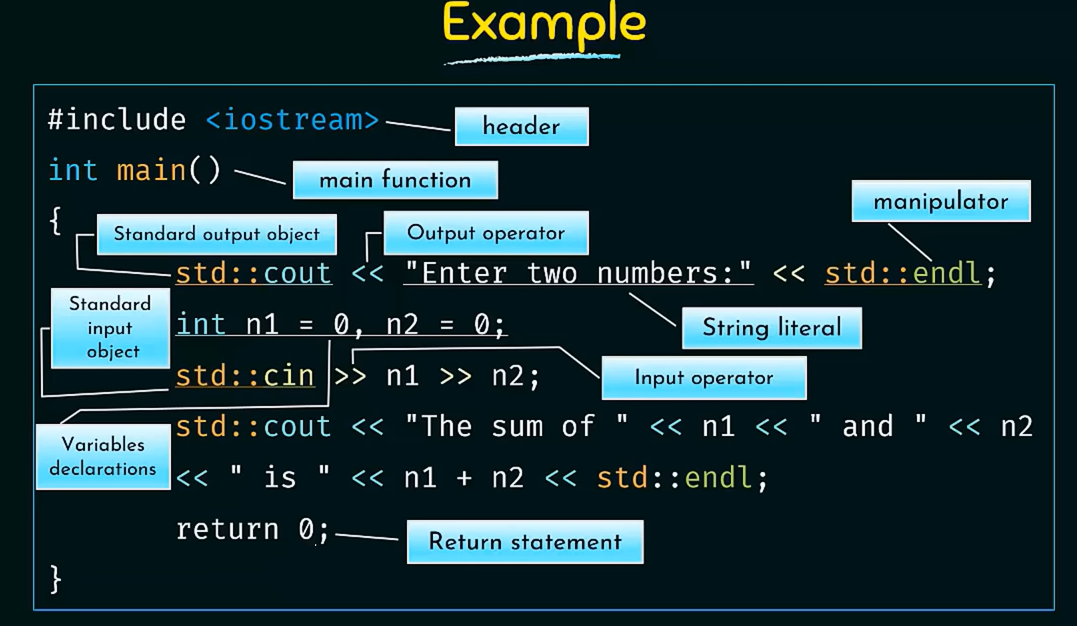 Example
#include <iostream>
header
int main()
main function
manipulator
{
Standard output object
Output operator
std::cout << "Enter two numbers:" << std::endl;
Standard
input
object
int n1 = 0, n2 = 0;
String literal
std::cin >> n1 >> n2;
Input operator
Variables
declarations
std::cout << "The sum of " << n1 << " and " << n2
<< " is " << n1 + n2 << std::endl;
return 0;
Return statement
}